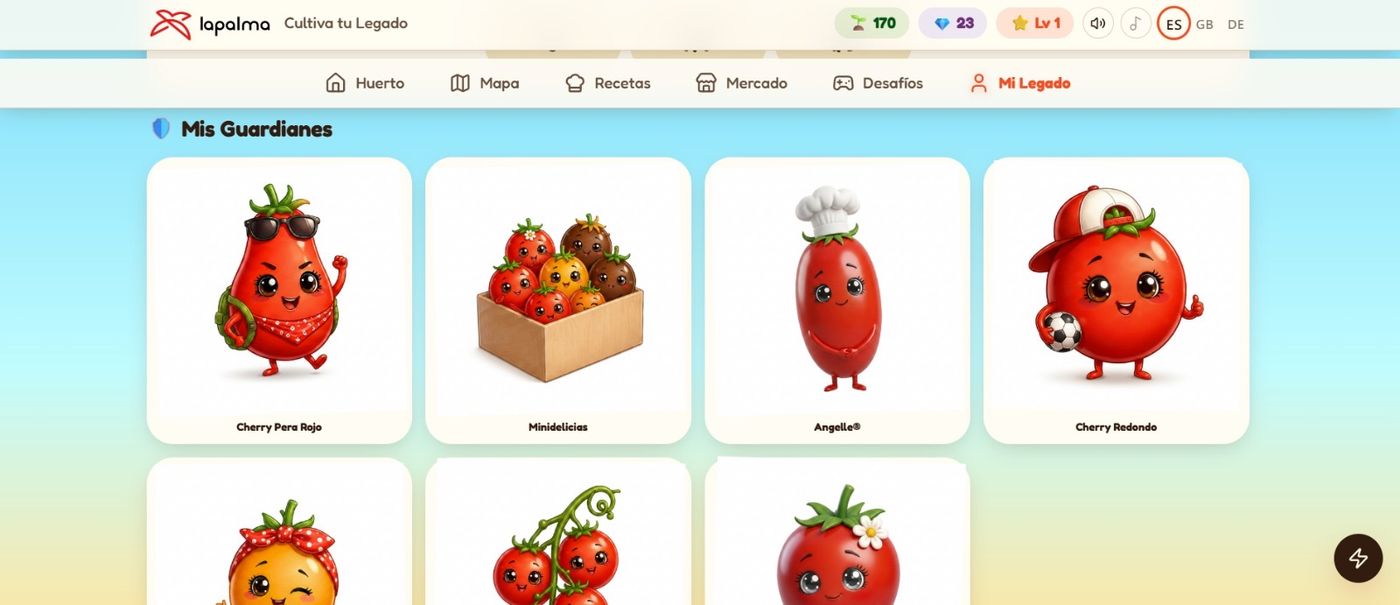 lapalma Cultiva tu Legado 170 23 Lv 1 ES GB DE
Huerto Mapa Recetas Mercado Desafíos Mi Legado
Mis Guardianes
Cherry Pera Rojo Minidelicias Angelle® Cherry Redondo